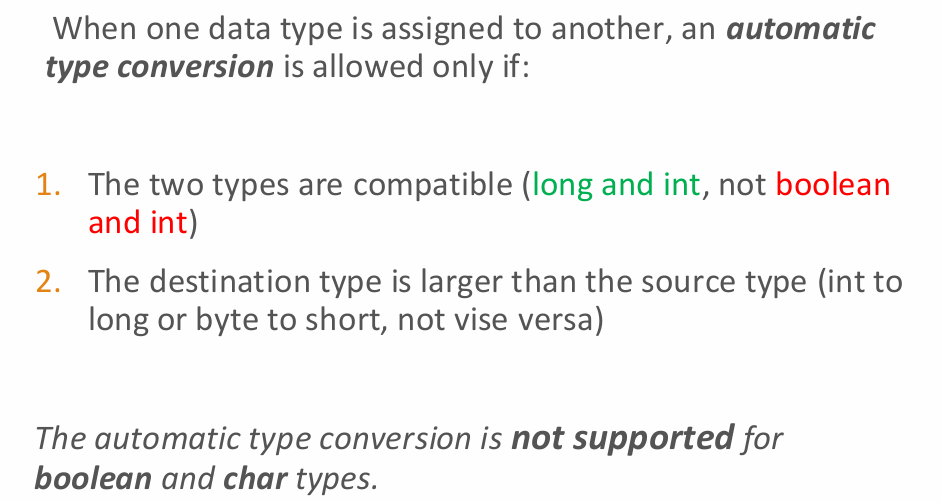 When one data type is assigned to another, an automatic
type conversion is allowed only if:
1. The two types are compatible (long and int, not boolean
and int)
2. The destination type is larger than the source type (int to
long or byte to short, not vise versa)
The automatic type conversion is not supported for
boolean and char types.